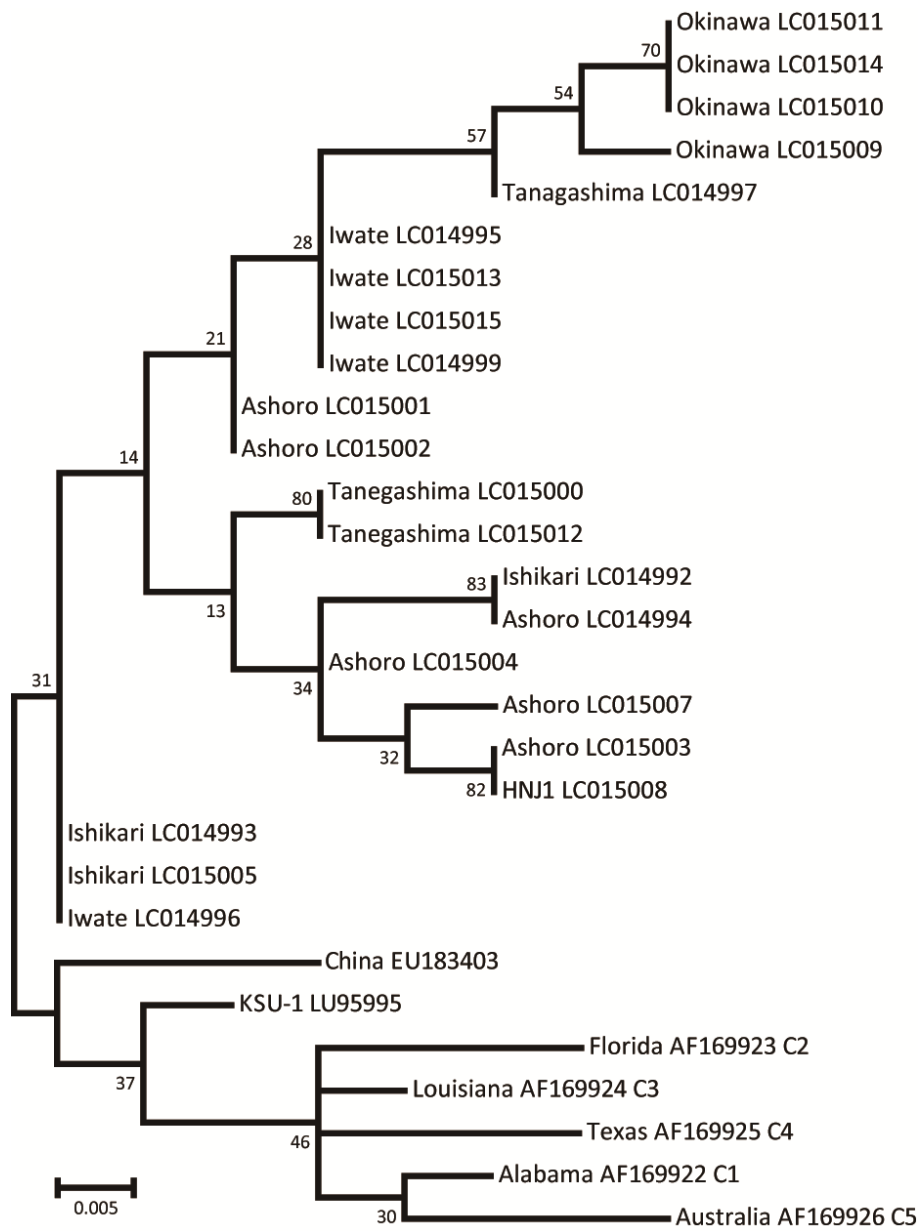 Okinawa LC015011
70
Okinawa LC015014
54
Okinawa LC015010
57
Okinawa LC015009
Tanagashima LC014997
28
Iwate LC014995
Iwate LC015013
Iwate LC015015
21
Iwate LC014999
Ashoro LC015001
14
Ashoro LC015002
80
Tanegashima LC015000
Tanegashima LC015012
83
Ishikari LC014992
13
Ashoro LC014994
31
34
Ashoro LC015004
Ashoro LC015007
32
Ashoro LC015003
82
HNJ1 LC015008
Ishikari LC014993
Ishikari LC015005
Iwate LC014996
China EU183403
KSU-1 LU95995
37
Florida AF169923 C2
Louisiana AF169924 C3
46
Texas AF169925 C4
Alabama AF169922 C1
30
Australia AF169926 C5
0.005